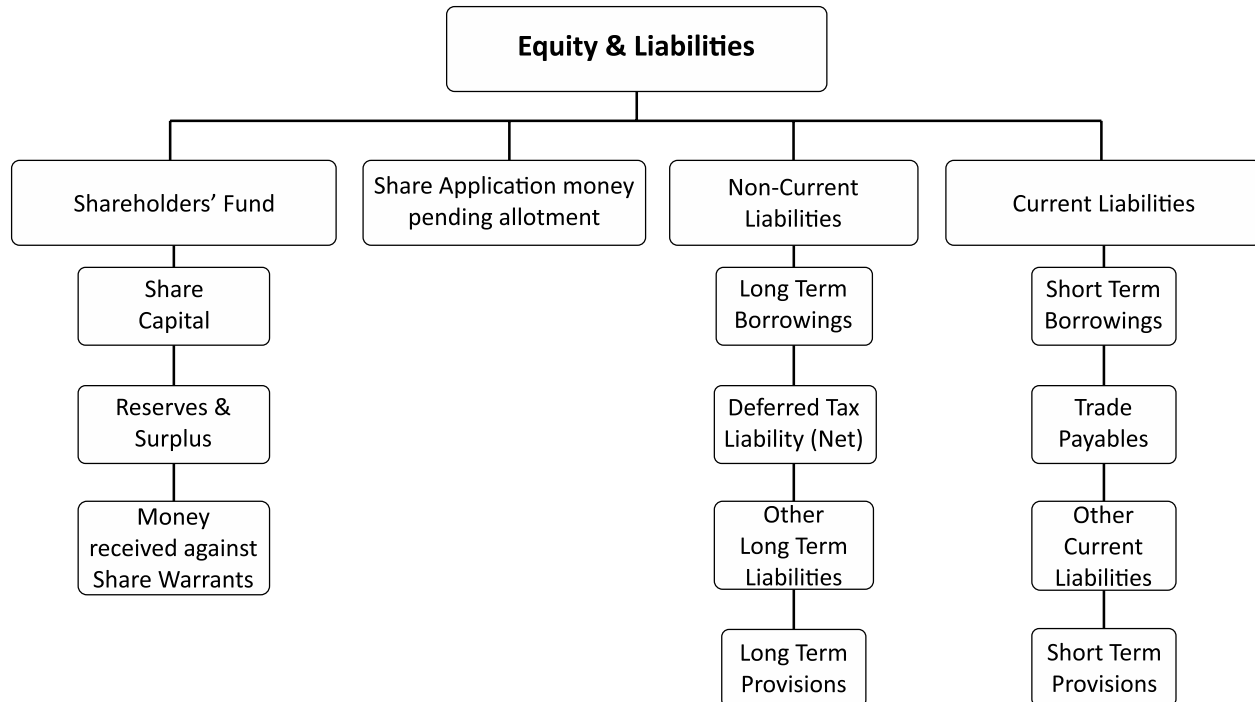 Equity & Liabilities
Shareholders’ Fund
Share Application money
pending allotment
Non-Current
Liabilities
Current Liabilities
Share
Capital
Reserves &
Surplus
Money
received against
Share Warrants
Long Term
Borrowings
Deferred Tax
Liability (Net)
Other
Long Term
Liabilities
Long Term
Provisions
Short Term
Borrowings
Trade
Payables
Other
Current
Liabilities
Short Term
Provisions